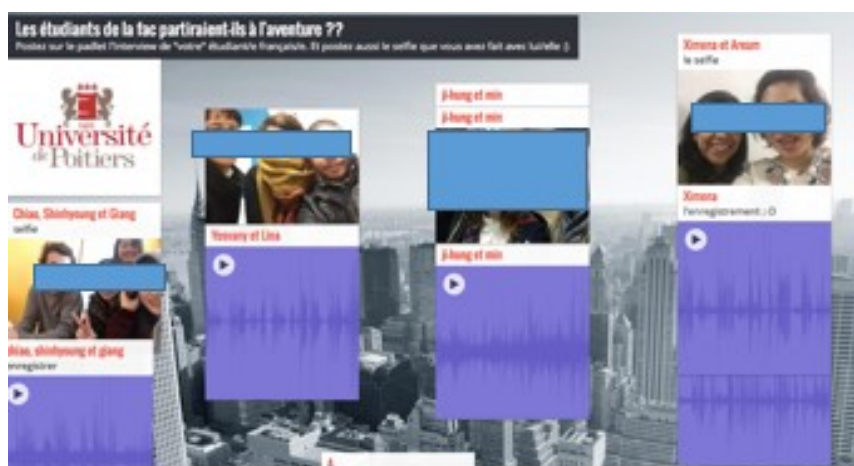 Les étudiants de la fac partiraient-ils à l'aventure ??
Postez sur le padlet l'interview de "votre" étudiant/e français/e. Et postez aussi le selfie que vous avez fait avec lui/elle :)
Université
de Poitiers
Chiao, Shinhyoung et Giang
selfie
chiao, shinhyoung et giang
enregistrer
Yosvany et Lina
ji-hung et min
ji-hung et min
ji-hung et min
Ximena et Areum
le selfie
Ximena
l'enregistrement ;D